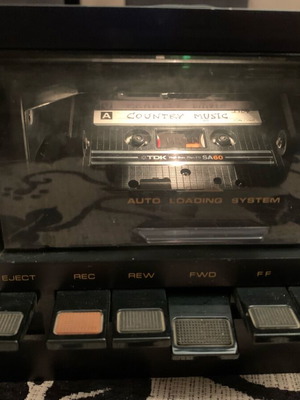 A COUNTRY MUSIC
TDK SA60
AUTO LOADING SYSTEM
EJECT REC REW FWD FF